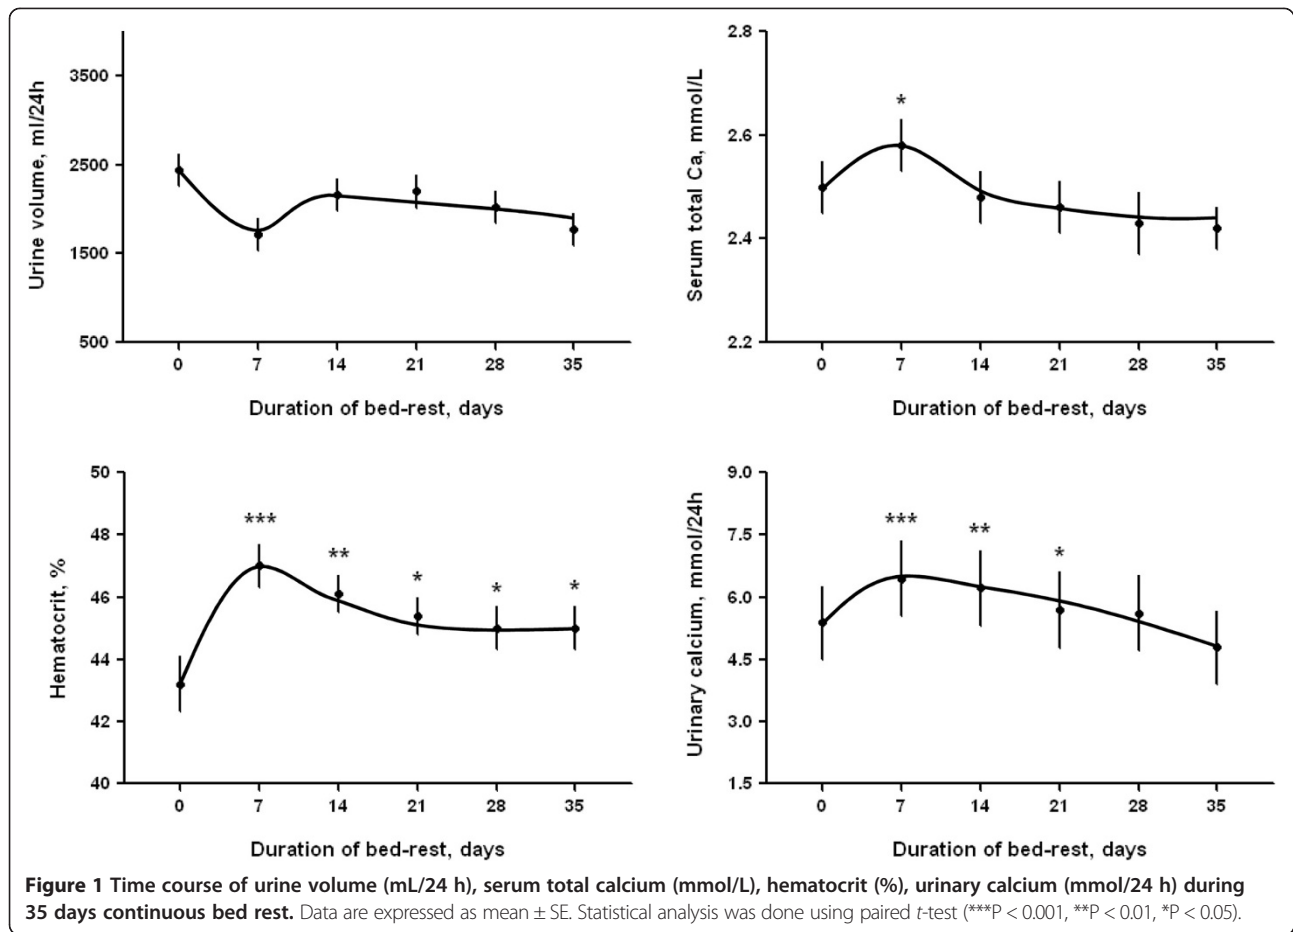 Urine volume, ml/24h
3500
2500
1500
500
0 7 14 21 28 35
Duration of bed-rest, days
Serum total Ca, mmol/L
2.8
2.6
2.4
2.2
*
0 7 14 21 28 35
Duration of bed-rest, days
Hematocrit, %
50
48
46
44
42
40
*** ** * * *
0 7 14 21 28 35
Duration of bed-rest, days
Urinary calcium, mmol/24h
9.0
7.5
6.0
4.5
3.0
1.5
*** ** *
0 7 14 21 28 35
Duration of bed-rest, days
Figure 1 Time course of urine volume (mL/24 h), serum total calcium (mmol/L), hematocrit (%), urinary calcium (mmol/24 h) during
35 days continuous bed rest. Data are expressed as mean ± SE. Statistical analysis was done using paired t-test (***P < 0.001, **P < 0.01, *P < 0.05).